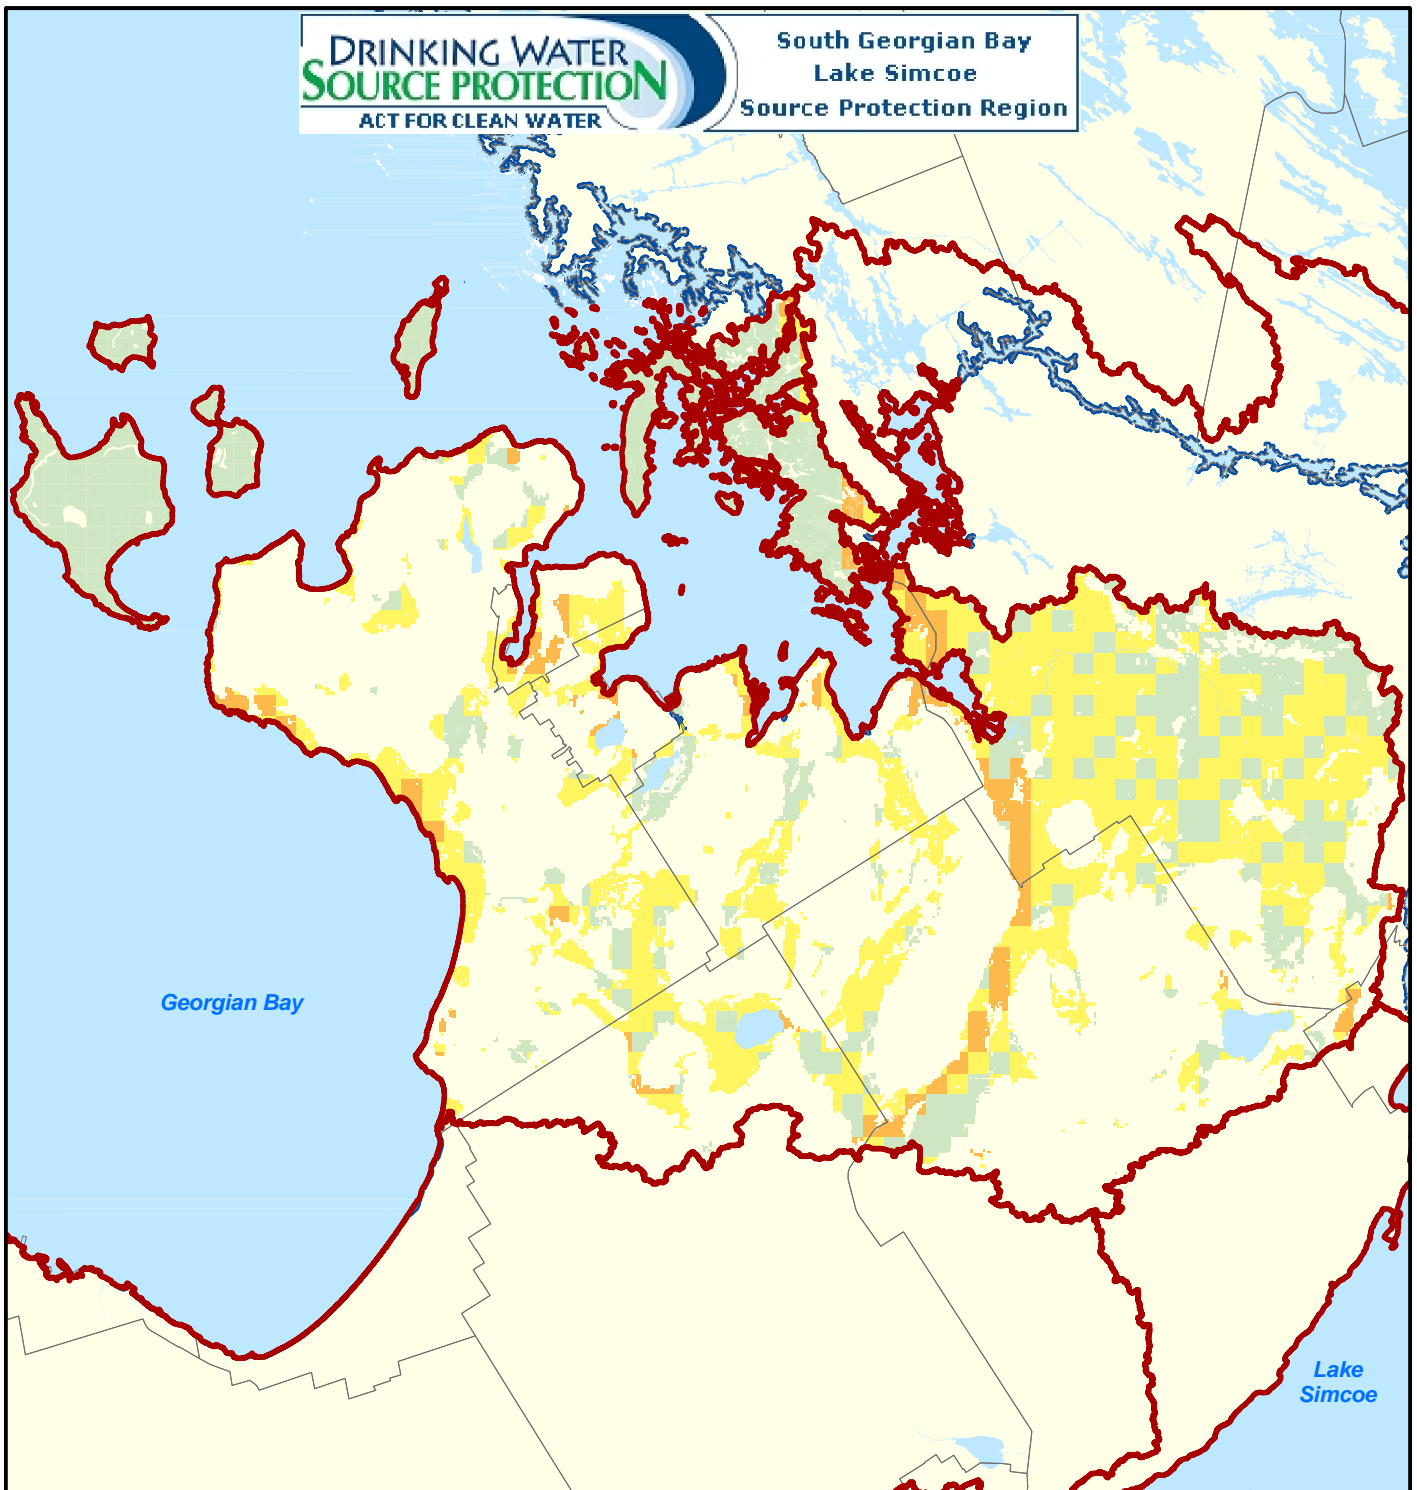 DRINKING WATER
SOURCE PROTECTION
ACT FOR CLEAN WATER
South Georgian Bay
Lake Simcoe
Source Protection Region
Georgian Bay
Lake
Simcoe